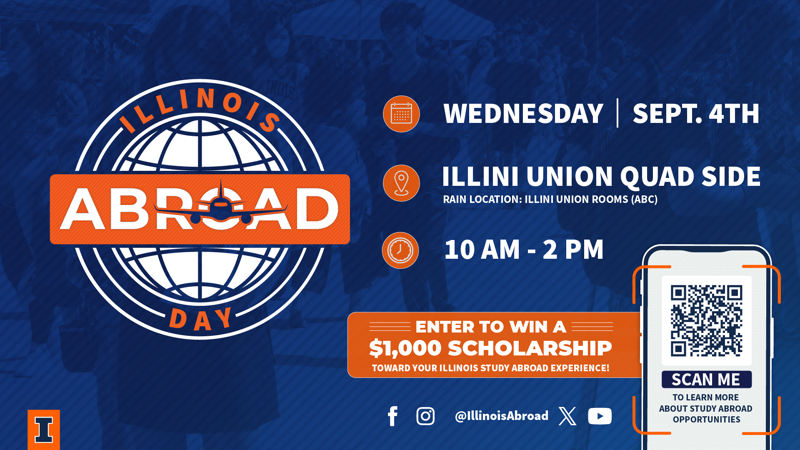 ILLINOIS
ABROAD
DAY
WEDNESDAY | SEPT. 4TH
ILLINI UNION QUAD SIDE
RAIN LOCATION: ILLINI UNION ROOMS (ABC)
10 AM - 2 PM
ENTER TO WIN A
$1,000 SCHOLARSHIP
TOWARD YOUR ILLINOIS STUDY ABROAD EXPERIENCE!
@IllinoisAbroad
SCAN ME
TO LEARN MORE
ABOUT STUDY ABROAD
OPPORTUNITIES
I